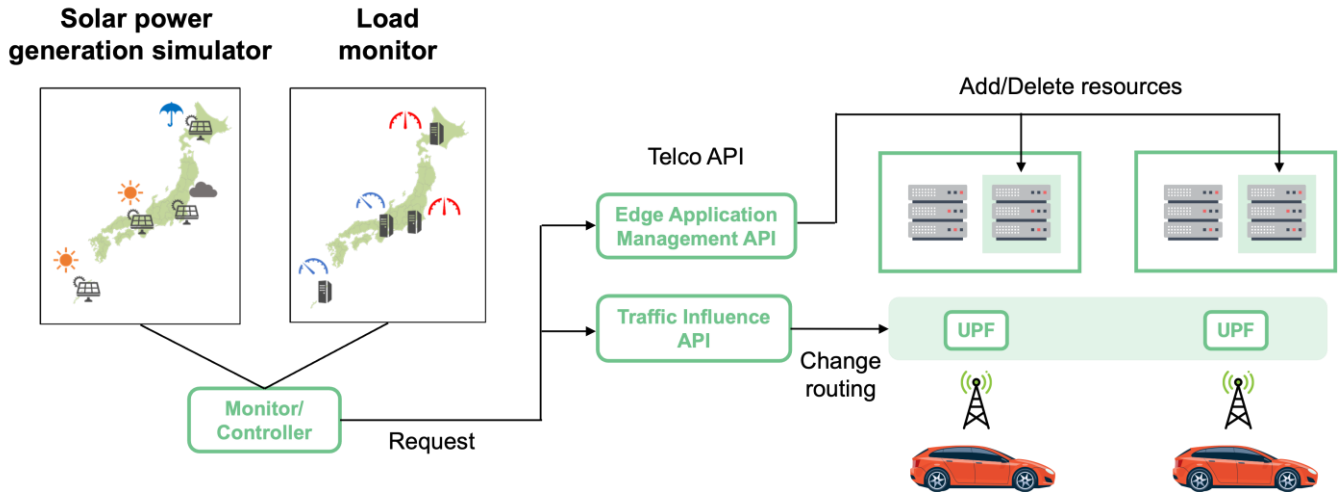 Solar power
generation simulator
Load
monitor
Add/Delete resources
Telco API
Edge Application
Management API
Traffic Influence
API
UPF
UPF
Change
routing
Monitor/
Controller
Request